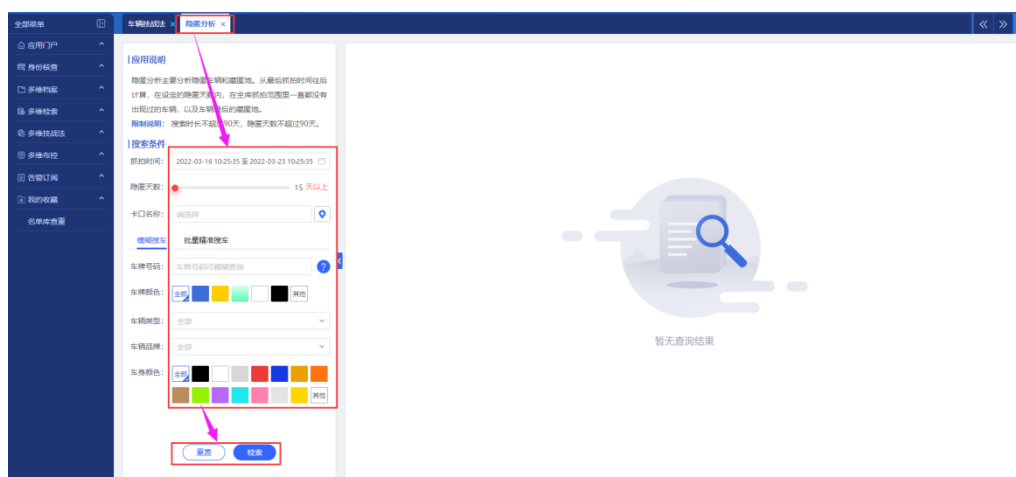 全部菜单
车辆技战法 ×
隐匿分析 ×
应用门户
身份核查
多维档案
多维检索
多维技战法
多维布控
告警订阅
我的收藏
名单库查重
应用说明
隐匿分析主要分析隐匿车辆和藏匿地。从最后抓拍时间往后
计算，在设定的隐匿天数内，在全库抓拍范围里一直都没有
出现过的车辆，以及车辆最后的藏匿地。
限制说明： 搜索时长不超过90天，隐匿天数不超过90天。
搜索条件
抓拍时间： 2022-03-16 10:25:35 至 2022-03-23 10:25:35
隐匿天数： 15 天以上
卡口名称： 请选择
模糊搜车 批量精准搜车
车牌号码： 车牌号码可模糊查询 ?
车牌颜色： 全部 其他
车辆类型： 全部
车辆品牌： 全部
车身颜色： 全部
其他
重置 检索
暂无查询结果